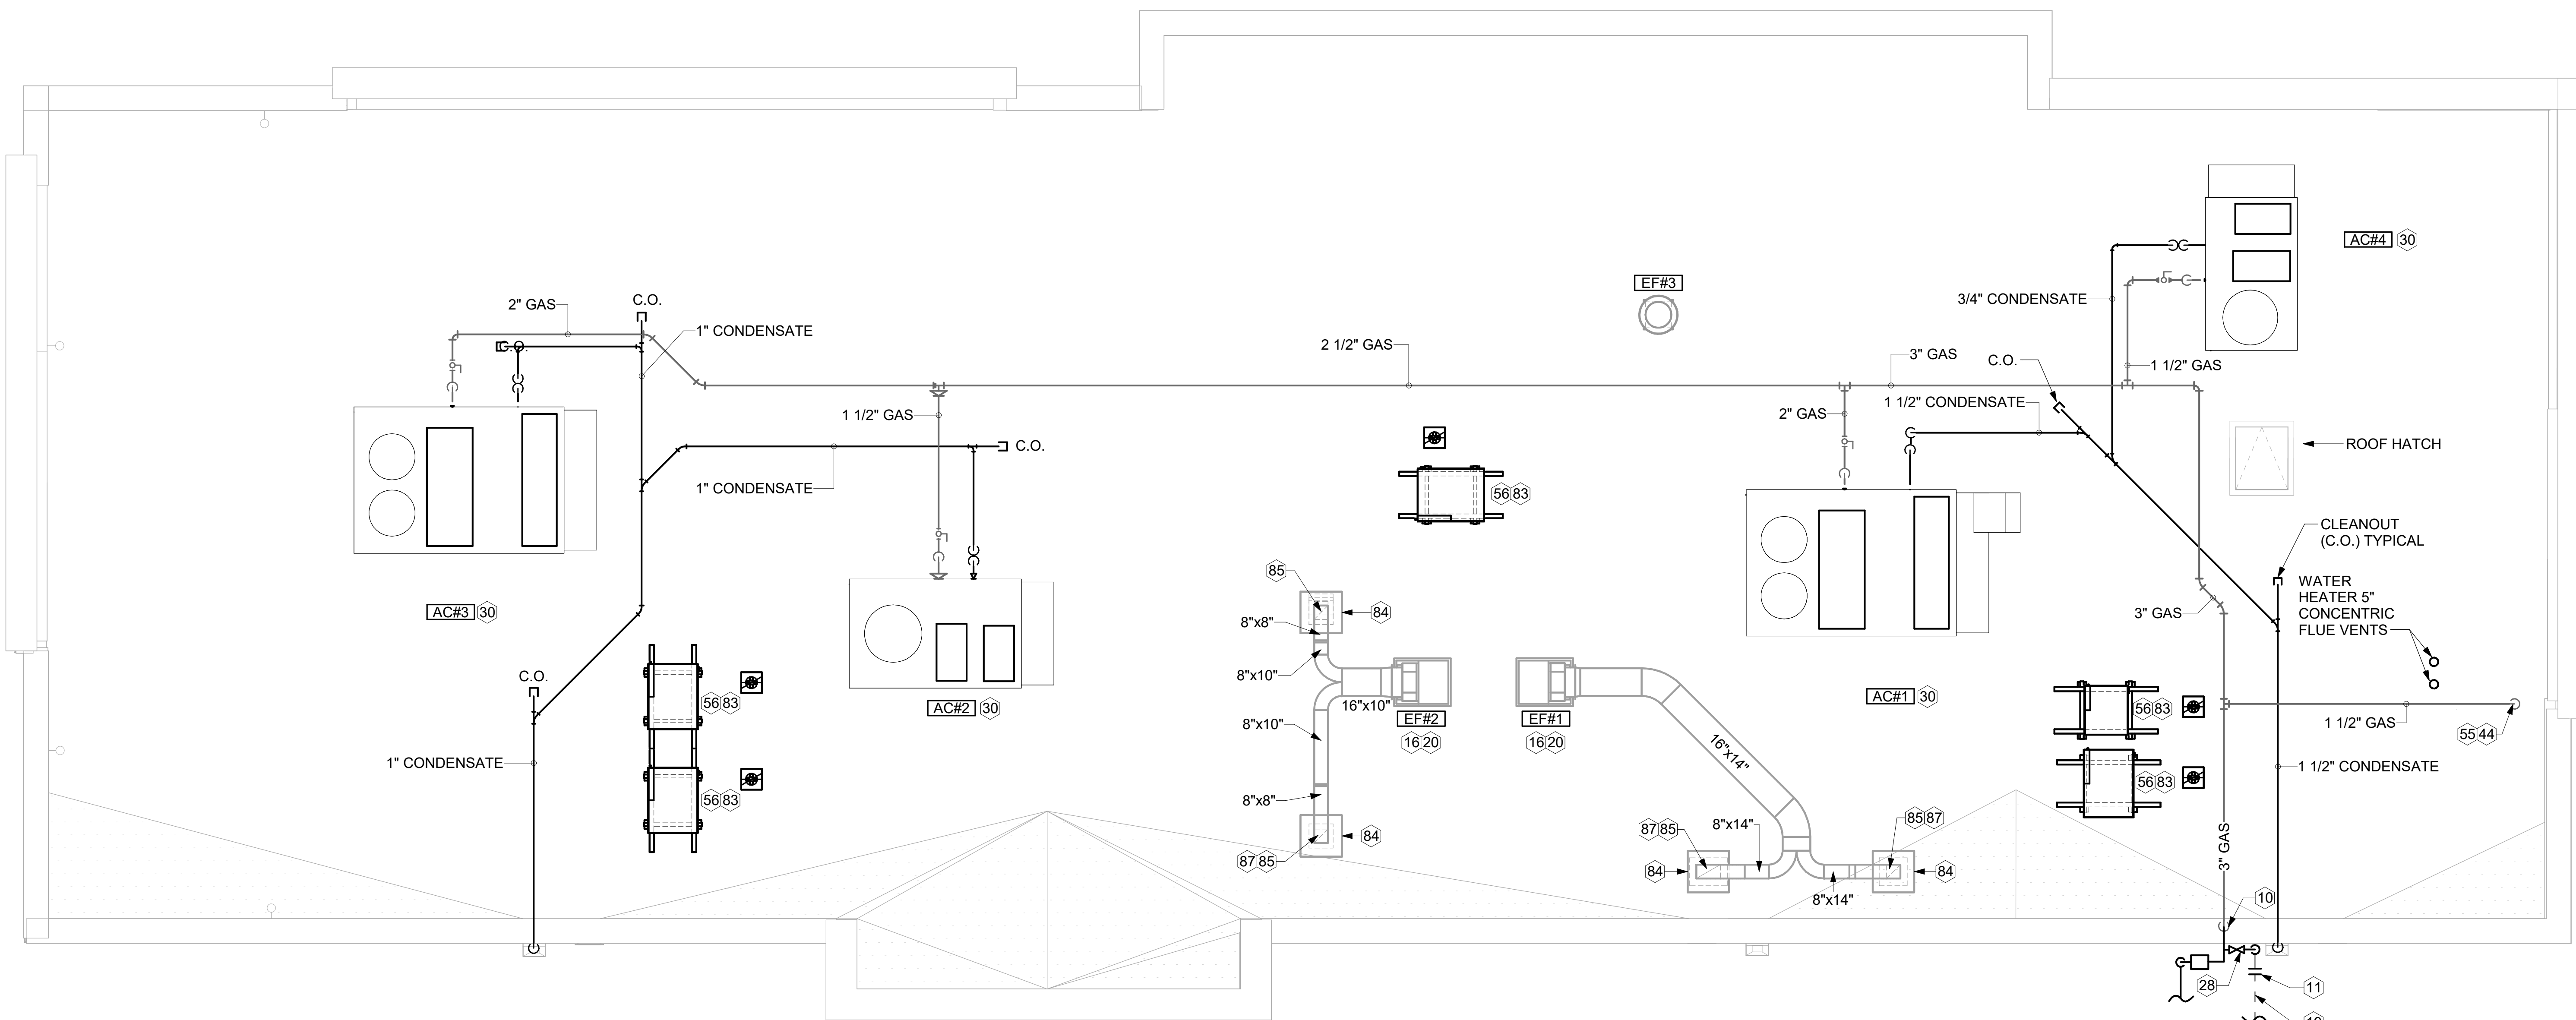 AC#4 30
EF#3
2" GAS
C.O.
3/4" CONDENSATE
1" CONDENSATE
C.O.
2 1/2" GAS
3" GAS
C.O.
1 1/2" GAS
1 1/2" GAS
2" GAS
1 1/2" CONDENSATE
C.O.
ROOF HATCH
1" CONDENSATE
56 83
CLEANOUT
(C.O.) TYPICAL
85
WATER
HEATER 5"
CONCENTRIC
FLUE VENTS
AC#3 30
84
3" GAS
8"x8"
8"x10"
C.O.
56 83
AC#2 30
16"x10"
EF#2
16 20
EF#1
16 20
AC#1 30
56 83
1 1/2" GAS
55 44
8"x10"
16"x14"
1" CONDENSATE
56 83
56 83
1 1/2" CONDENSATE
8"x8"
84
87 85
87 85
8"x14"
85 87
84
84
8"x14"
3" GAS
10
28
11